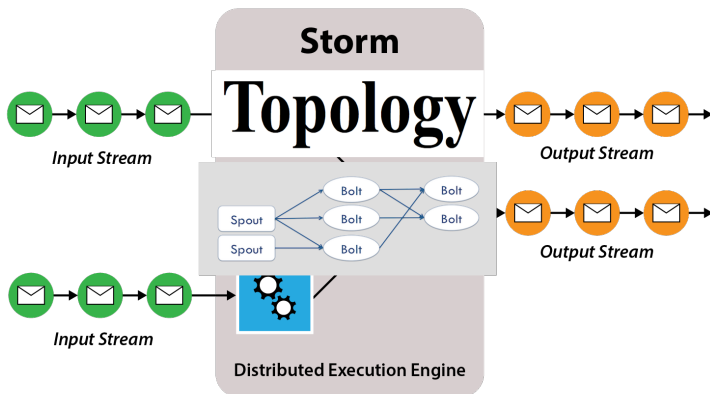 Storm
Topology
Input Stream
Output Stream
Bolt
Bolt
Spout
Bolt
Bolt
Spout
Bolt
Output Stream
Input Stream
Distributed Execution Engine